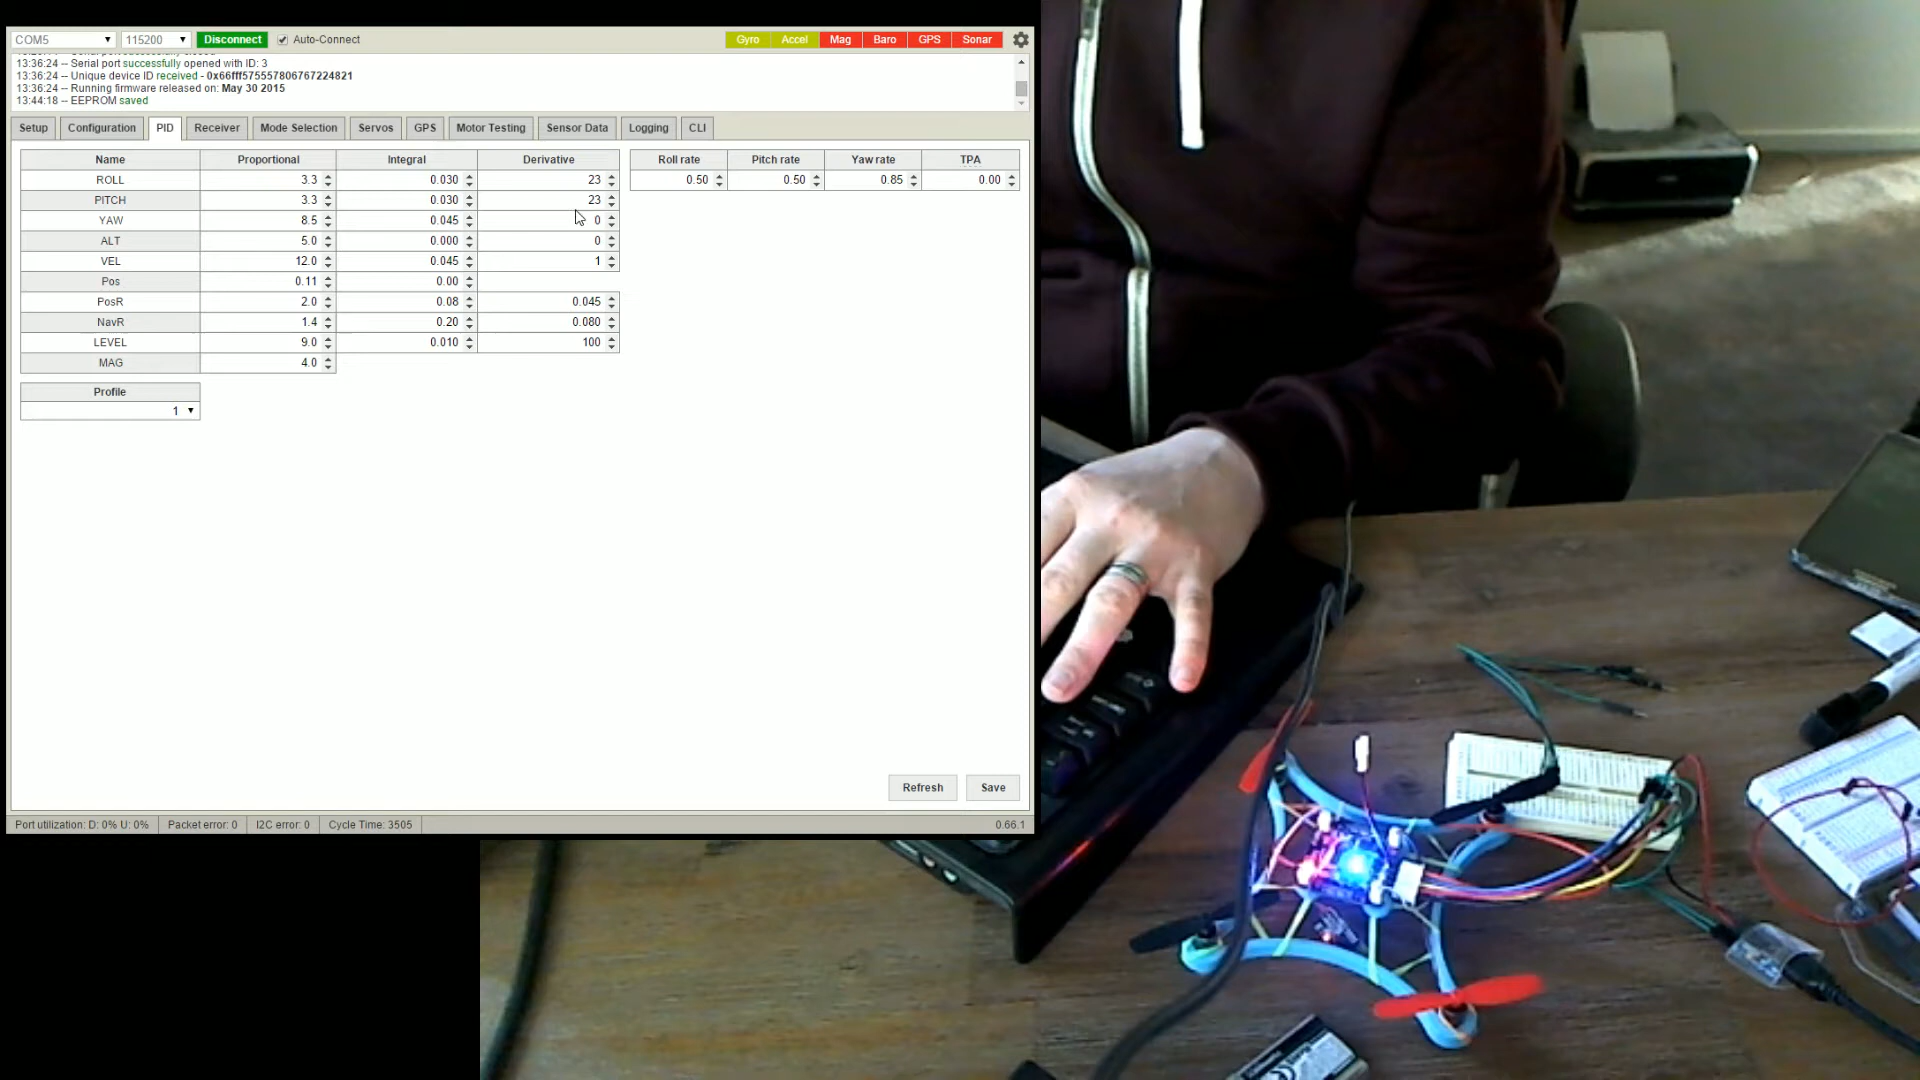 COM5 115200 Disconnect Auto-Connect Gyro Accel Mag Baro GPS Sonar
13:36:24 -- Serial port successfully opened with ID: 3
13:36:24 -- Unique device ID received - 0x66fff575557806767224821
13:36:24 -- Running firmware released on: May 30 2015
13:44:18 -- EEPROM saved
Setup Configuration PID Receiver Mode Selection Servos GPS Motor Testing Sensor Data Logging CLI
Name Proportional Integral Derivative Roll rate Pitch rate Yaw rate TPA
ROLL 3.3 0.030 23 0.50 0.50 0.85 0.00
PITCH 3.3 0.030 23
YAW 8.5 0.045 0
ALT 5.0 0.000 0
VEL 12.0 0.045 1
Pos 0.11 0.00
PosR 2.0 0.08 0.045
NavR 1.4 0.20 0.080
LEVEL 9.0 0.010 100
MAG 4.0
Profile
1
Refresh Save
Port utilization: D: 0% U: 0% Packet error: 0 I2C error: 0 Cycle Time: 3505 0.66.1